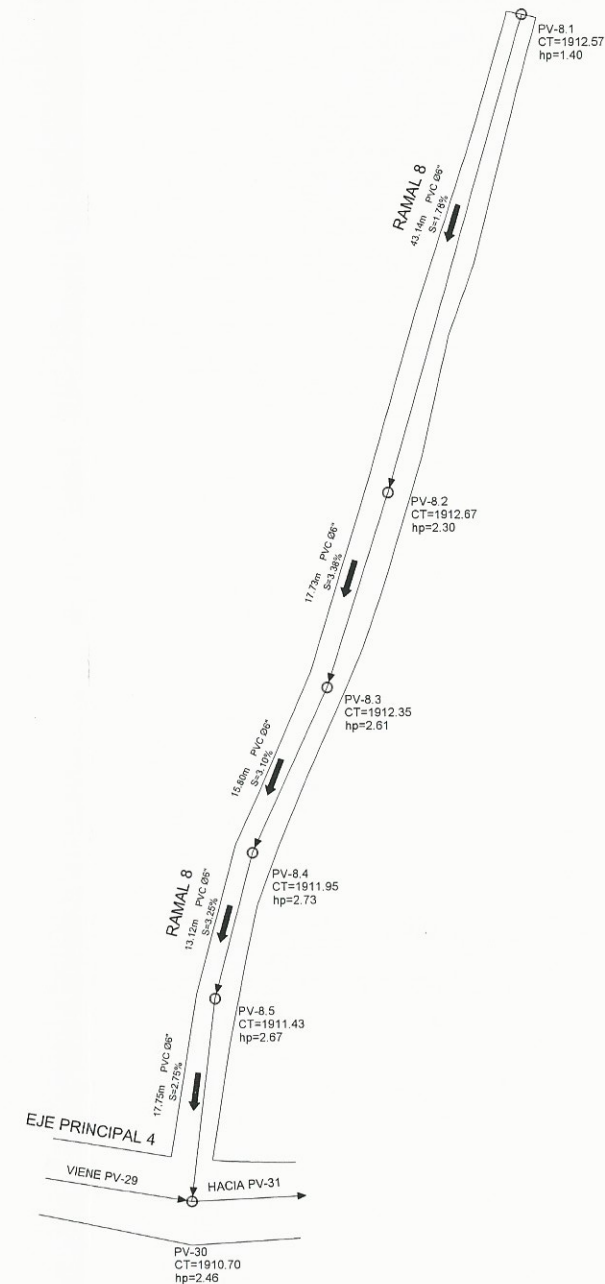 PV-8.1
CT=1912.57
hp=1.40
RAMAL 8
43.14m PVC Ø6"
S=1.78%
PV-8.2
CT=1912.67
hp=2.30
17.73m PVC Ø6"
S=3.38%
PV-8.3
CT=1912.35
hp=2.61
15.80m PVC Ø6"
S=3.10%
PV-8.4
CT=1911.95
hp=2.73
RAMAL 8
13.12m PVC Ø6"
S=3.25%
PV-8.5
CT=1911.43
hp=2.67
17.75m PVC Ø6"
S=2.75%
EJE PRINCIPAL 4
VIENE PV-29
HACIA PV-31
PV-30
CT=1910.70
hp=2.46